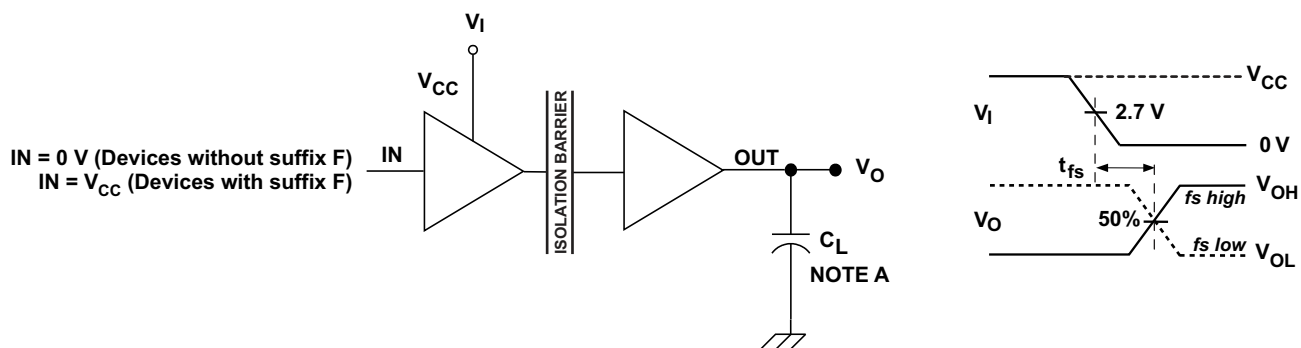 V_I
V_CC
ISOLATION BARRIER
IN = 0 V (Devices without suffix F)
IN = V_CC (Devices with suffix F)
IN
OUT
V_O
C_L
NOTE A
V_I
V_CC
2.7 V
0 V
t_fs
V_O
50%
fs high
V_OH
fs low
V_OL